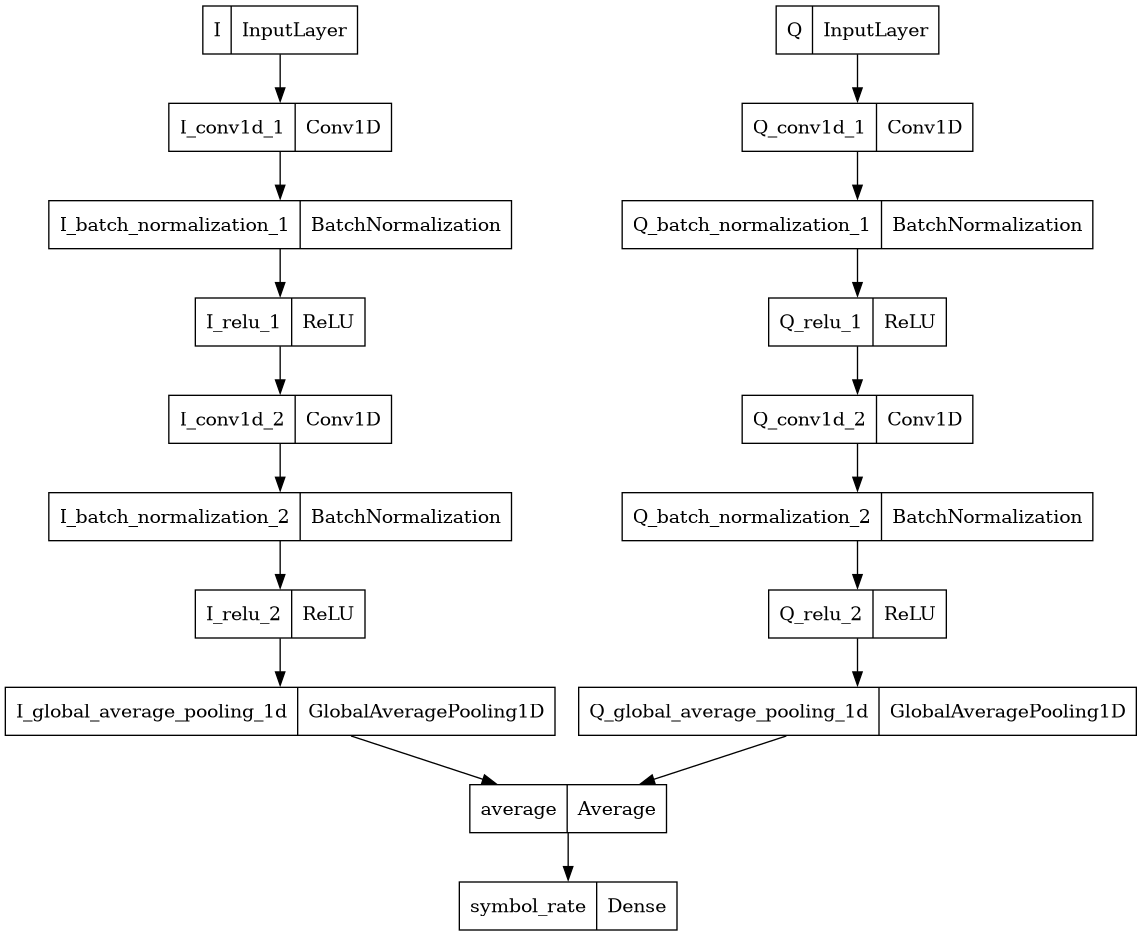 I InputLayer
Q InputLayer
I_conv1d_1 Conv1D
Q_conv1d_1 Conv1D
I_batch_normalization_1 BatchNormalization
Q_batch_normalization_1 BatchNormalization
I_relu_1 ReLU
Q_relu_1 ReLU
I_conv1d_2 Conv1D
Q_conv1d_2 Conv1D
I_batch_normalization_2 BatchNormalization
Q_batch_normalization_2 BatchNormalization
I_relu_2 ReLU
Q_relu_2 ReLU
I_global_average_pooling_1d GlobalAveragePooling1D
Q_global_average_pooling_1d GlobalAveragePooling1D
average Average
symbol_rate Dense